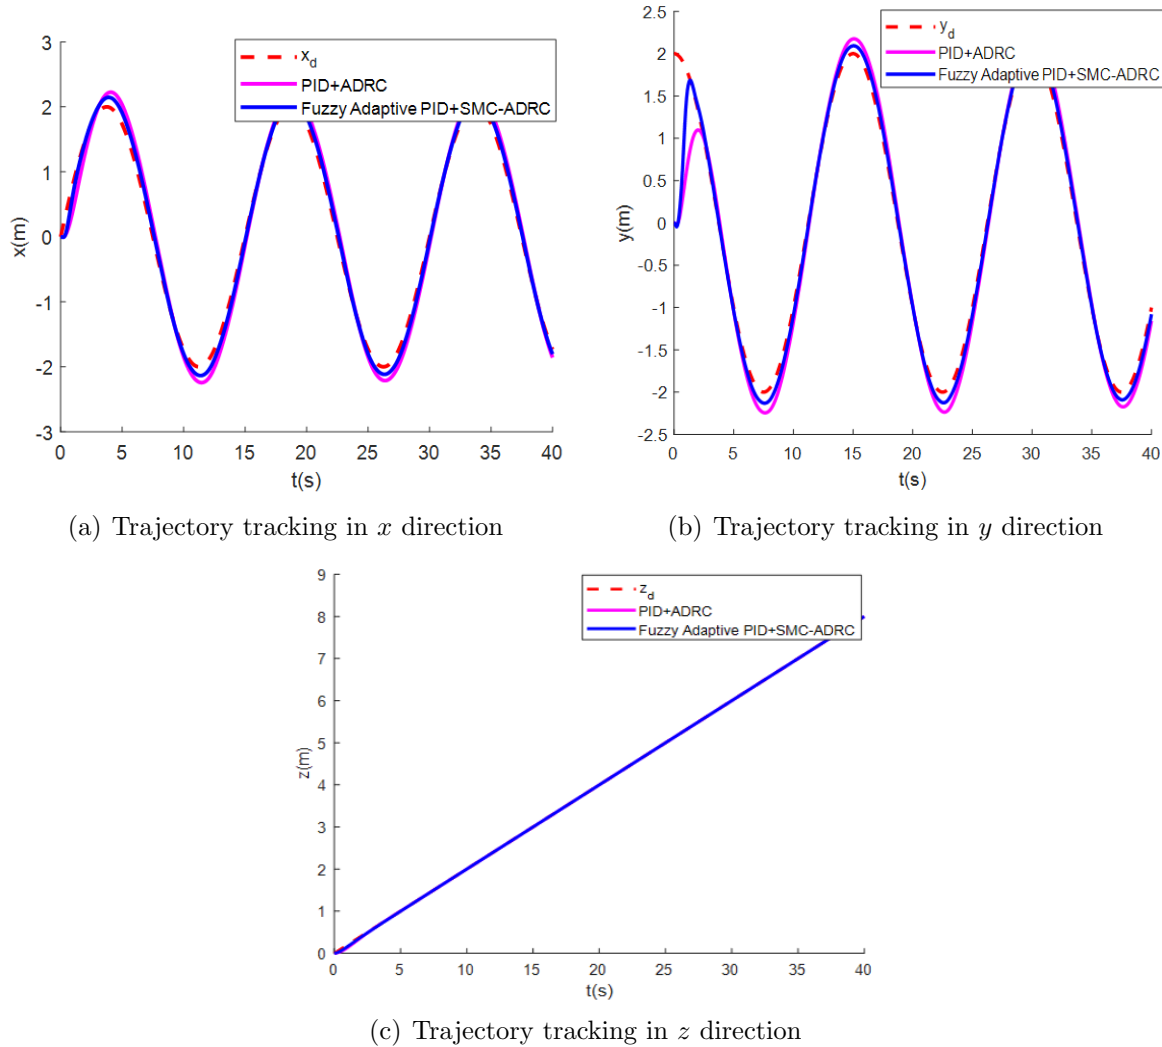 3
2
1
0
-1
-2
-3
x(m)
0 5 10 15 20 25 30 35 40
t(s)
x_d
PID+ADRC
Fuzzy Adaptive PID+SMC-ADRC
(a) Trajectory tracking in x direction
2.5
2
1.5
1
0.5
0
-0.5
-1
-1.5
-2
-2.5
y(m)
0 5 10 15 20 25 30 35 40
t(s)
y_d
PID+ADRC
Fuzzy Adaptive PID+SMC-ADRC
(b) Trajectory tracking in y direction
9
8
7
6
5
4
3
2
1
0
z(m)
0 5 10 15 20 25 30 35 40
t(s)
z_d
PID+ADRC
Fuzzy Adaptive PID+SMC-ADRC
(c) Trajectory tracking in z direction